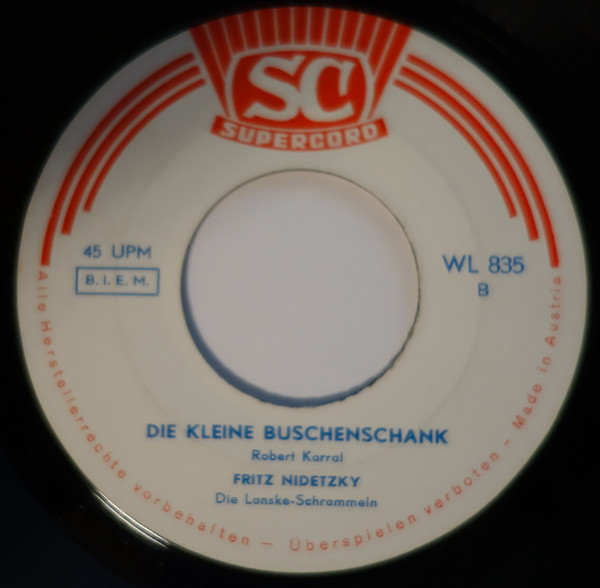 SC
SUPERCORD
45 UPM
B. I. E. M.
WL 835
B
DIE KLEINE BUSCHENSCHANK
Robert Karral
FRITZ NIDETZKY
Die Lanske-Schrammeln
Alle Herstellerrechte vorbehalten – Überspielen verboten – Made in Austria